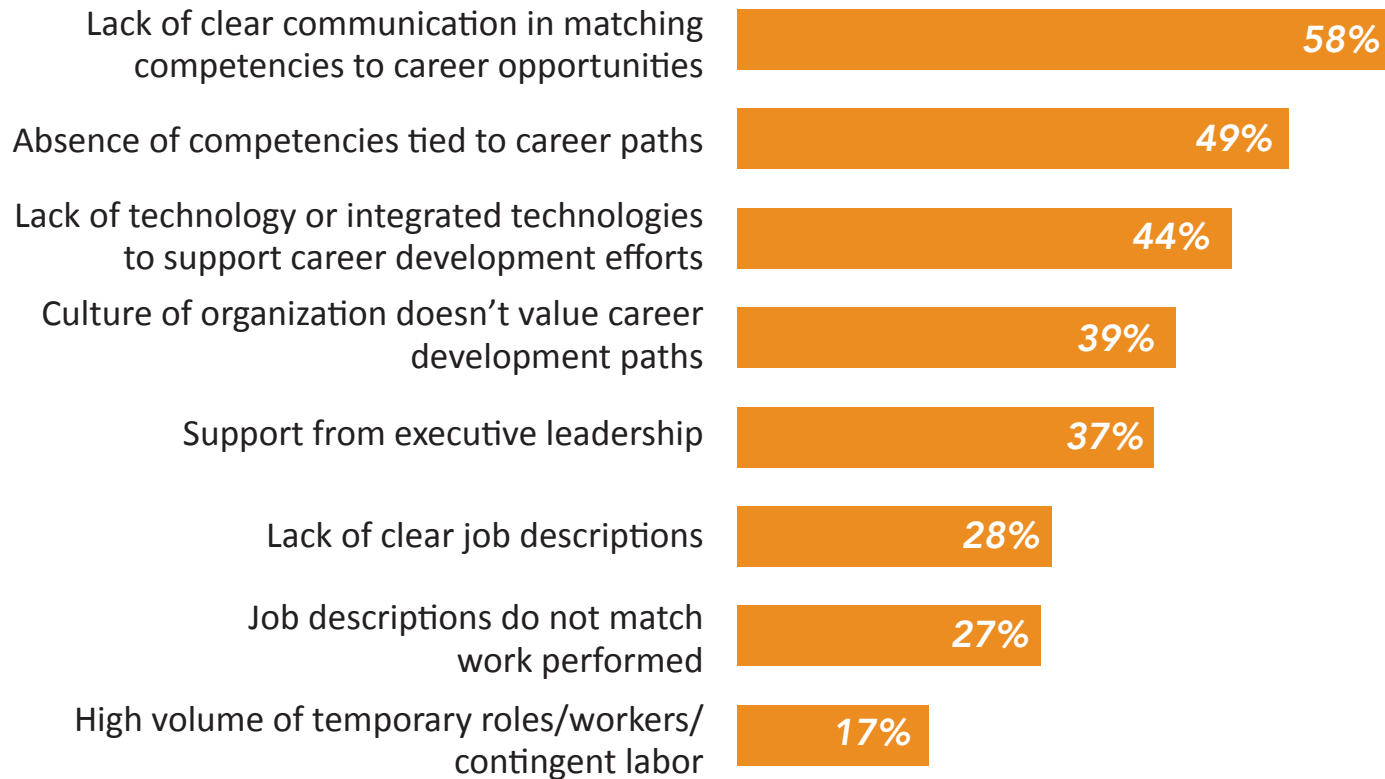 Lack of clear communication in matching
competencies to career opportunities
58%
Absence of competencies tied to career paths
49%
Lack of technology or integrated technologies
to support career development efforts
44%
Culture of organization doesn’t value career
development paths
39%
Support from executive leadership
37%
Lack of clear job descriptions
28%
Job descriptions do not match
work performed
27%
High volume of temporary roles/workers/
contingent labor
17%